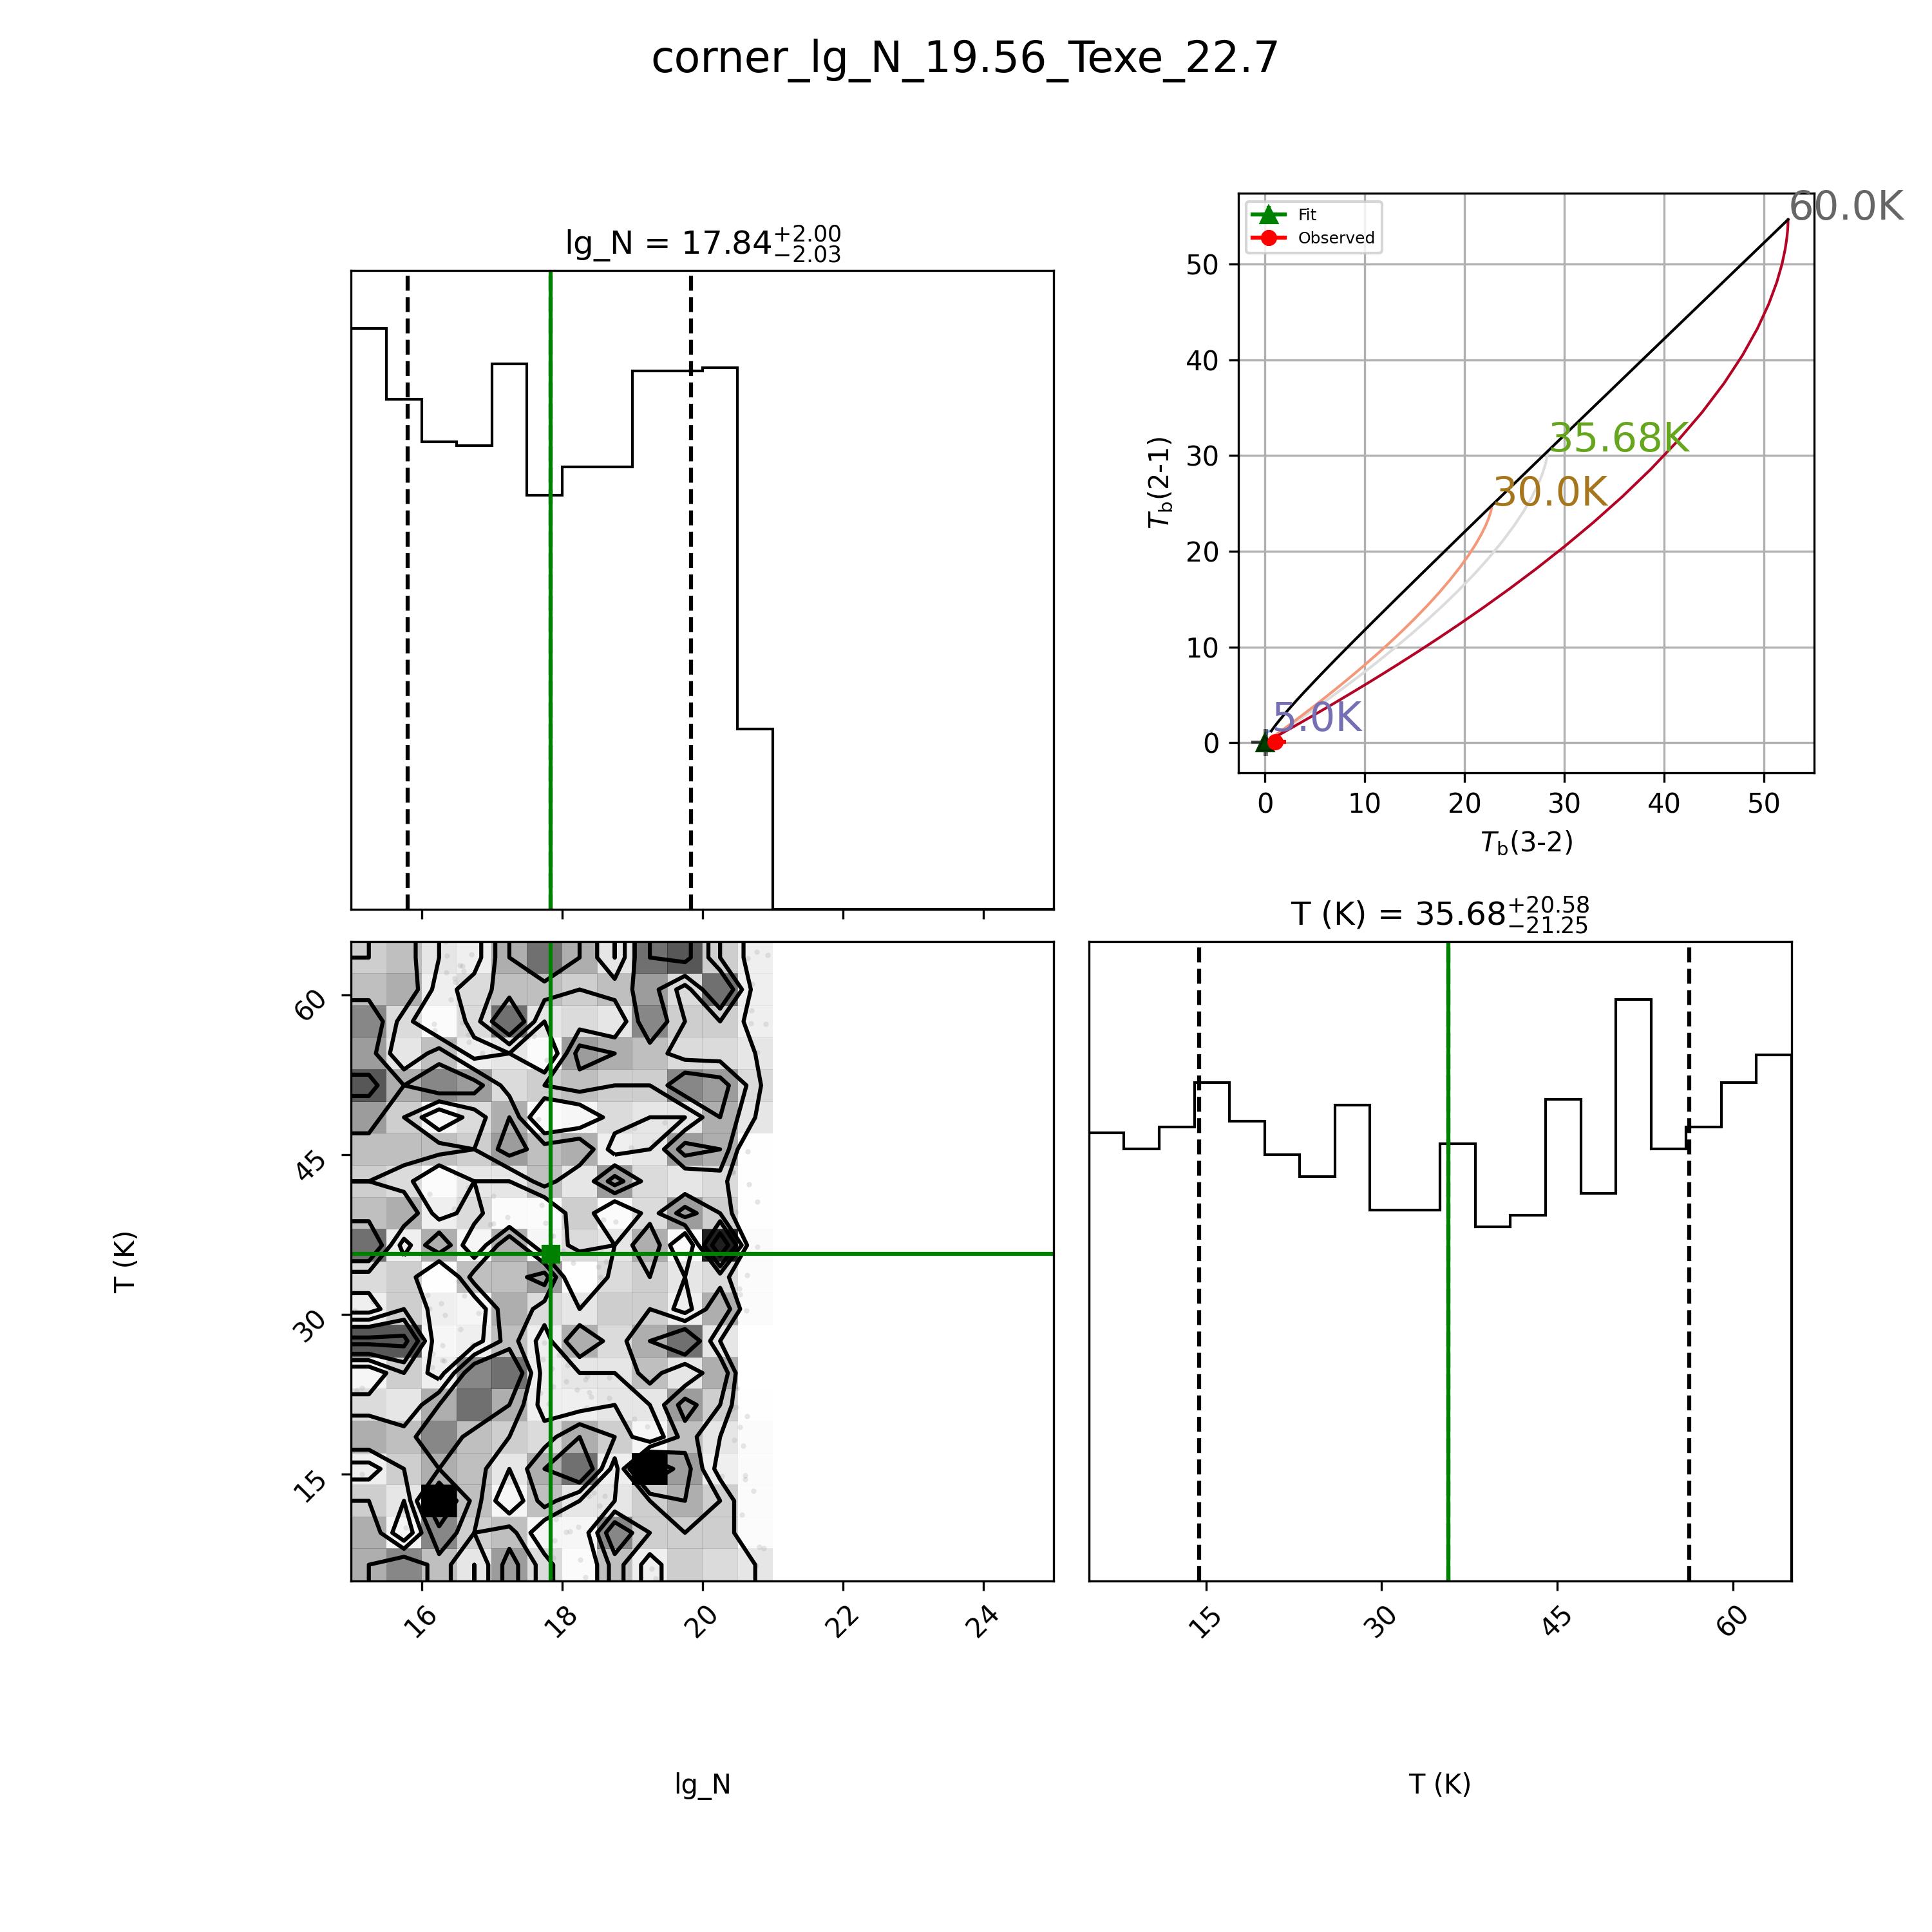 corner_lg_N_19.56_Texe_22.7
lg_N = 17.84+2.00−2.03
60.0K
Fit
Observed
50
40
35.68K
30
30.0K
20
10
5.0K
0
Tb(2-1)
0 10 20 30 40 50
Tb(3-2)
T (K) = 35.68+20.58−21.25
60
45
30
15
T (K)
16 18 20 22 24
15 30 45 60
lg_N
T (K)